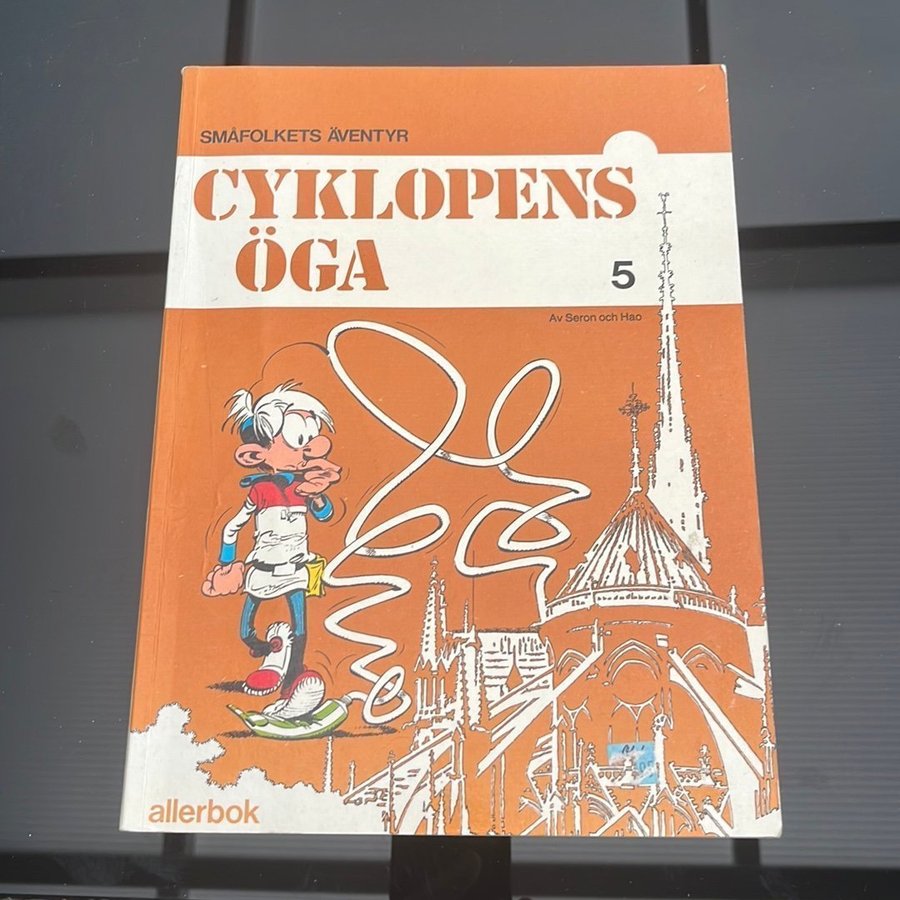 SMÅFOLKETS ÄVENTYR
CYKLOPENS
ÖGA
5
Av Seron och Hao
allerbok